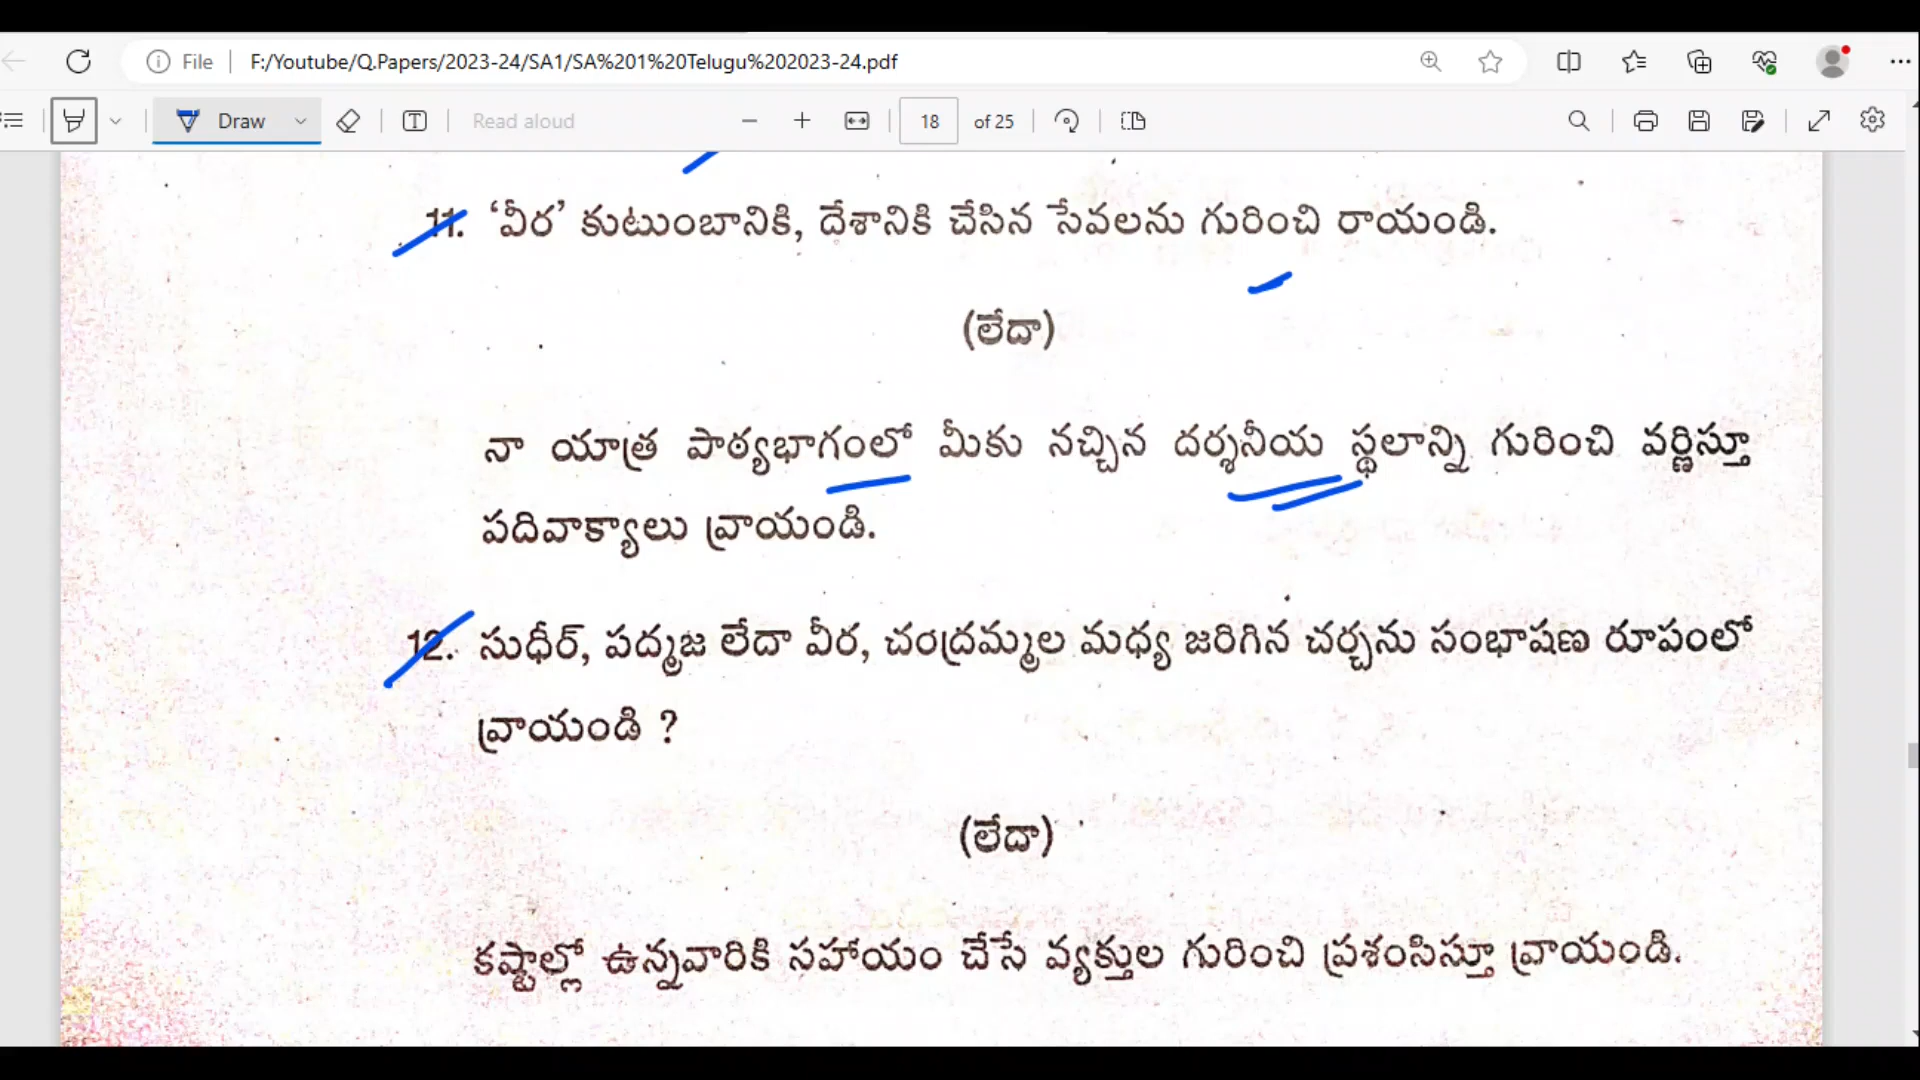 File F:/Youtube/Q.Papers/2023-24/SA1/SA%201%20Telugu%202023-24.pdf
Draw Read aloud 18 of 25
11. ‘వీర’ కుటుంబానికి, దేశానికి చేసిన సేవలను గురించి రాయండి.
(లేదా)
నా యాత్ర పాఠ్యభాగంలో మీకు నచ్చిన దర్శనీయ స్థలాన్ని గురించి వర్ణిస్తూ
పదివాక్యాలు వ్రాయండి.
12. సుధీర్, పద్మజ లేదా వీర, చంద్రమ్మల మధ్య జరిగిన చర్చను సంభాషణ రూపంలో
వ్రాయండి ?
(లేదా)
కష్టాల్లో ఉన్నవారికి సహాయం చేసే వ్యక్తుల గురించి ప్రశంసిస్తూ వ్రాయండి.